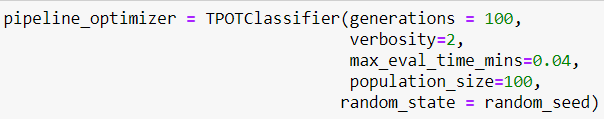 pipeline_optimizer = TPOTClassifier(generations = 100,
verbosity=2,
max_eval_time_mins=0.04,
population_size=100,
random_state = random_seed)